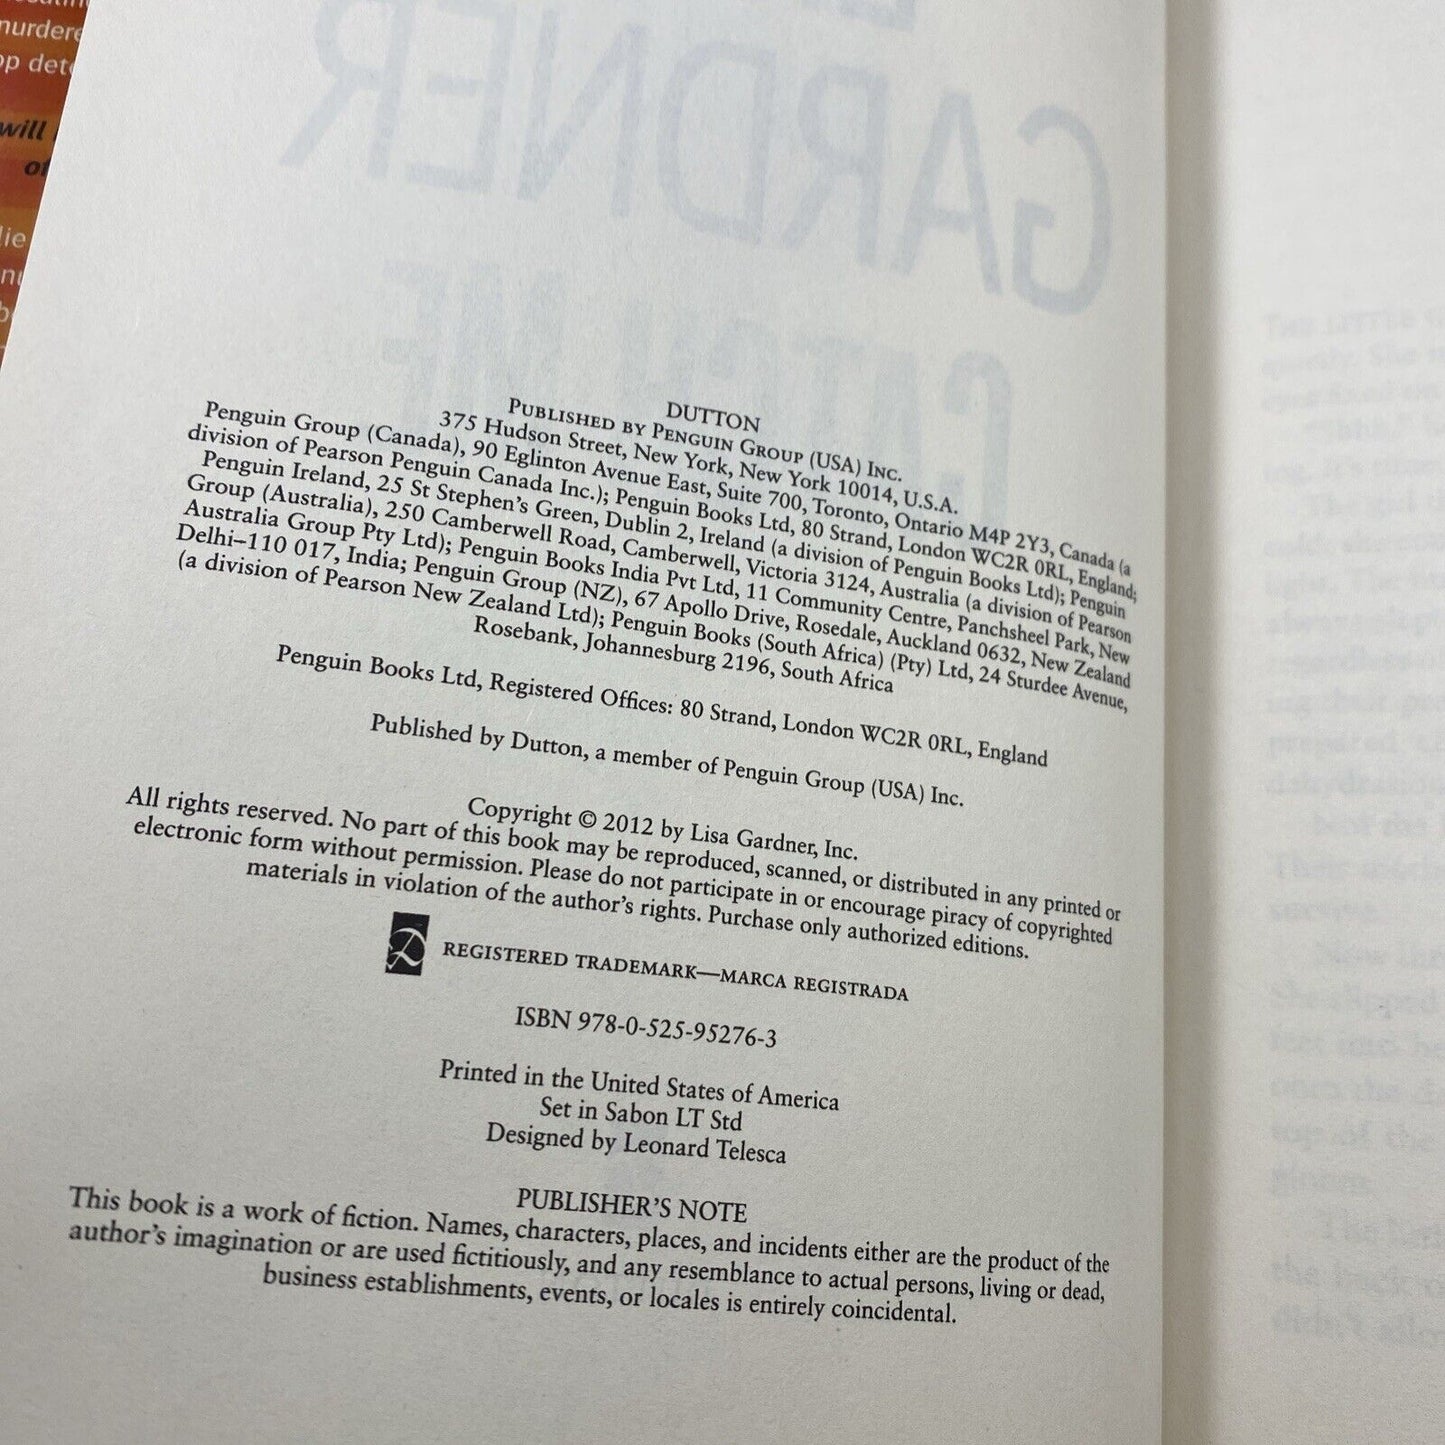 nurdere
op dete
will
of
lie
GARDNER
DUTTON
PUBLISHED BY PENGUIN GROUP (USA) INC.
375 Hudson Street, New York, New York 10014, U.S.A.
Penguin Group (Canada), 90 Eglinton Avenue East, Suite 700, Toronto, Ontario M4P 2Y3, Canada (a
division of Pearson Penguin Canada Inc.); Penguin Books Ltd, 80 Strand, London WC2R 0RL, England;
Penguin Ireland, 25 St Stephen's Green, Dublin 2, Ireland (a division of Penguin Books Ltd); Penguin
Group (Australia), 250 Camberwell Road, Camberwell, Victoria 3124, Australia (a division of Pearson
Australia Group Pty Ltd); Penguin Books India Pvt Ltd, 11 Community Centre, Panchsheel Park, New
Delhi–110 017, India; Penguin Group (NZ), 67 Apollo Drive, Rosedale, Auckland 0632, New Zealand
(a division of Pearson New Zealand Ltd); Penguin Books (South Africa) (Pty) Ltd, 24 Sturdee Avenue,
Rosebank, Johannesburg 2196, South Africa
Penguin Books Ltd, Registered Offices: 80 Strand, London WC2R 0RL, England
Published by Dutton, a member of Penguin Group (USA) Inc.
Copyright © 2012 by Lisa Gardner, Inc.
All rights reserved. No part of this book may be reproduced, scanned, or distributed in any printed or
electronic form without permission. Please do not participate in or encourage piracy of copyrighted
materials in violation of the author's rights. Purchase only authorized editions.
D REGISTERED TRADEMARK—MARCA REGISTRADA
ISBN 978-0-525-95276-3
Printed in the United States of America
Set in Sabon LT Std
Designed by Leonard Telesca
PUBLISHER'S NOTE
This book is a work of fiction. Names, characters, places, and incidents either are the product of the
author's imagination or are used fictitiously, and any resemblance to actual persons, living or dead,
business establishments, events, or locales is entirely coincidental.
THE LITTLE